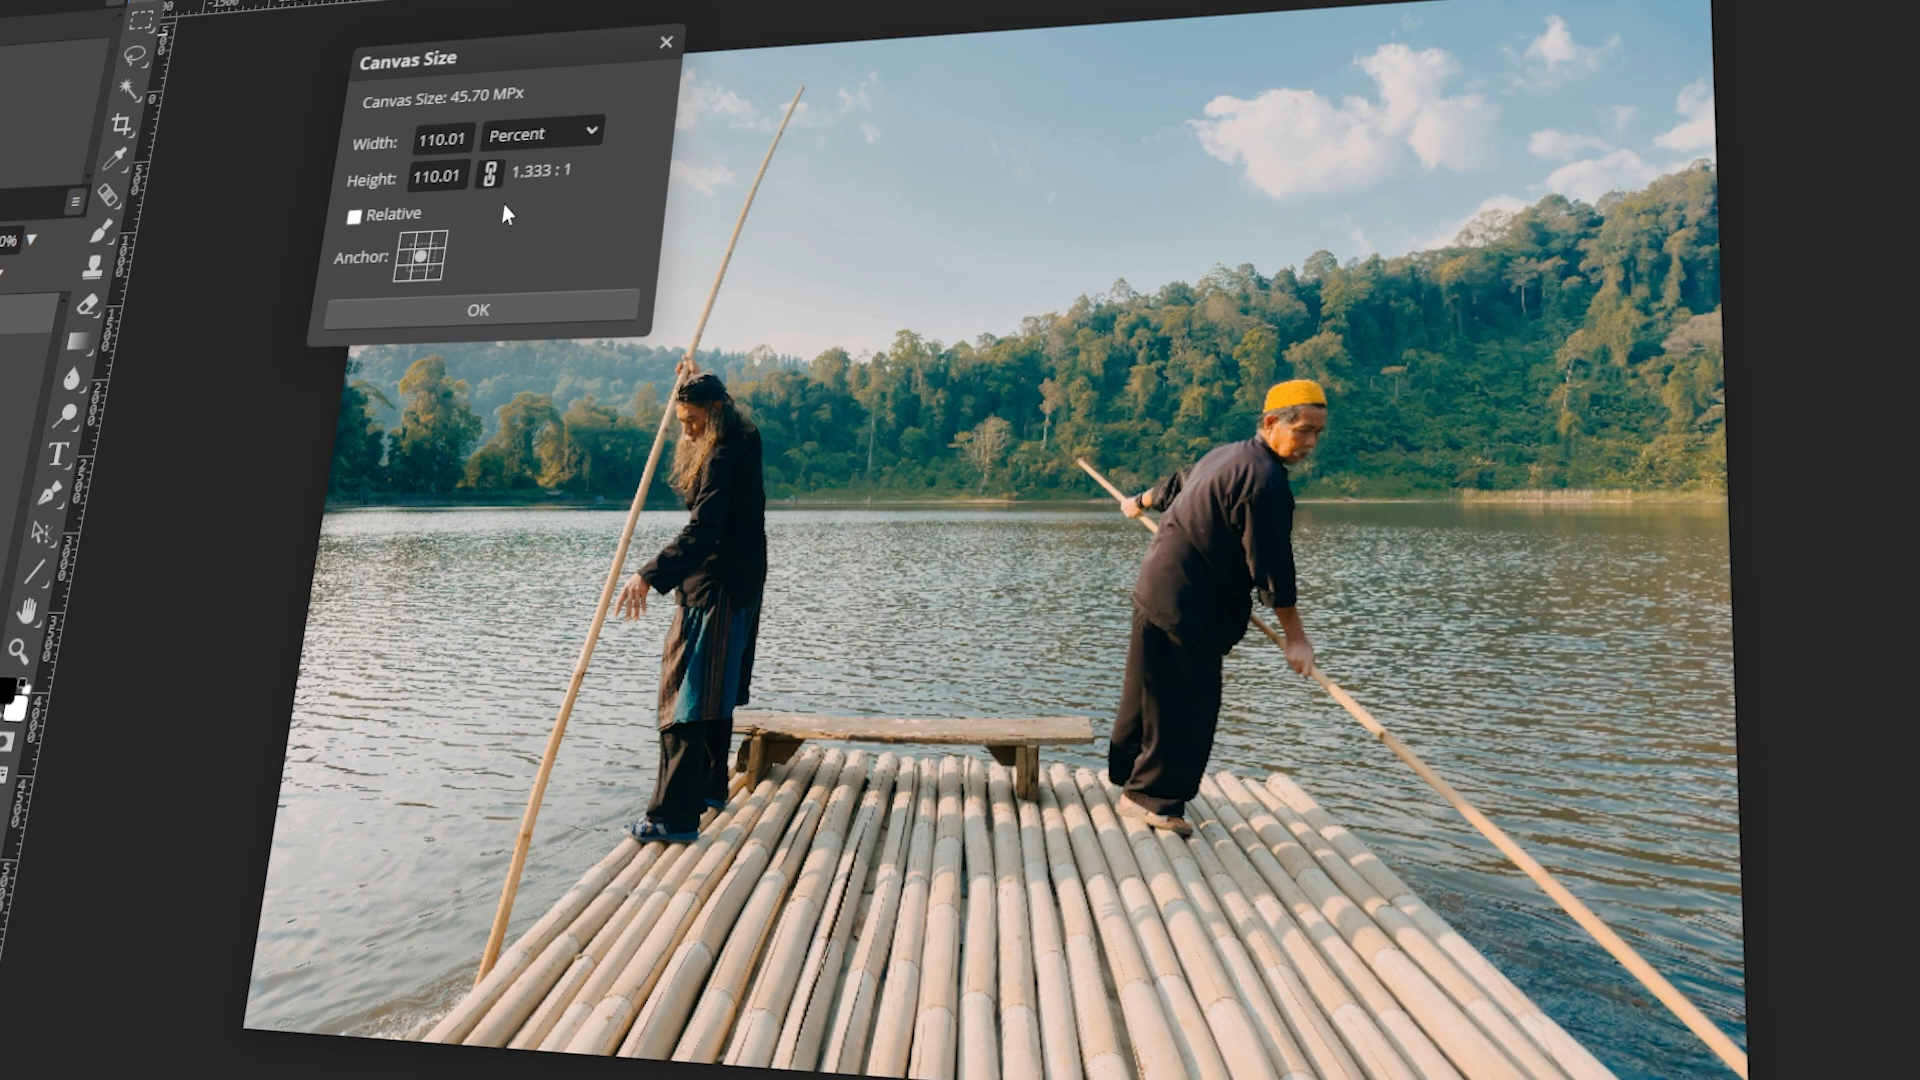 Canvas Size
Canvas Size: 45.70 MPx
Width: 110.01 Percent
Height: 110.01 1.333 : 1
Relative
Anchor:
OK
0%
T